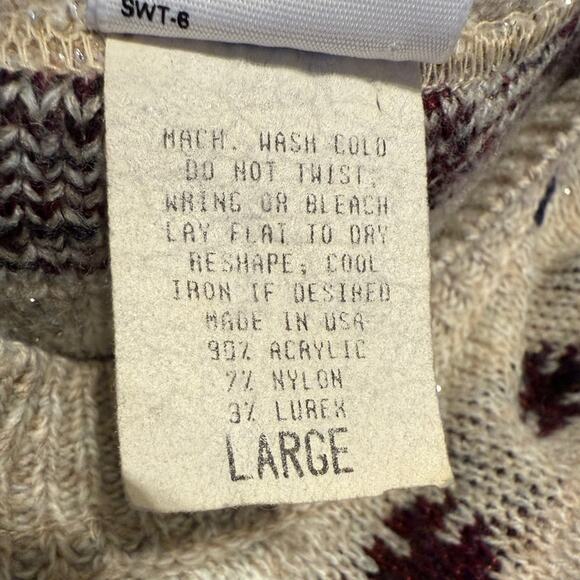 SWT-6
MACH. WASH COLD
DO NOT TWIST,
WRING OR BLEACH
LAY FLAT TO DRY
RESHAPE, COOL
IRON IF DESIRED
MADE IN USA
90% ACRYLIC
7% NYLON
3% LUREX
LARGE